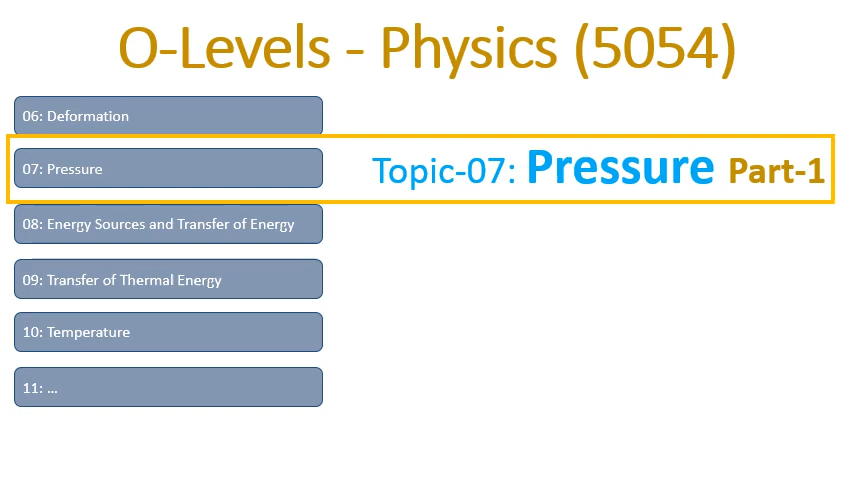 O-Levels - Physics (5054)
06: Deformation
07: Pressure
Topic-07: Pressure Part-1
08: Energy Sources and Transfer of Energy
09: Transfer of Thermal Energy
10: Temperature
11: ...